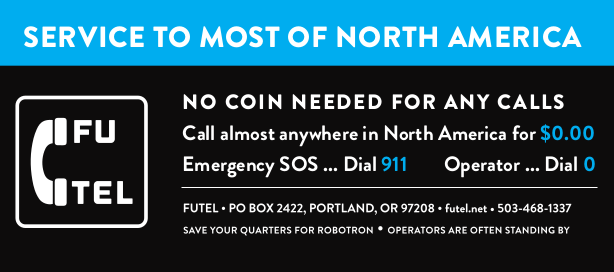 SERVICE TO MOST OF NORTH AMERICA
FU
TEL
NO COIN NEEDED FOR ANY CALLS
Call almost anywhere in North America for $0.00
Emergency SOS ... Dial 911 Operator ... Dial 0
FUTEL • PO BOX 2422, PORTLAND, OR 97208 • futel.net • 503-468-1337
SAVE YOUR QUARTERS FOR ROBOTRON • OPERATORS ARE OFTEN STANDING BY